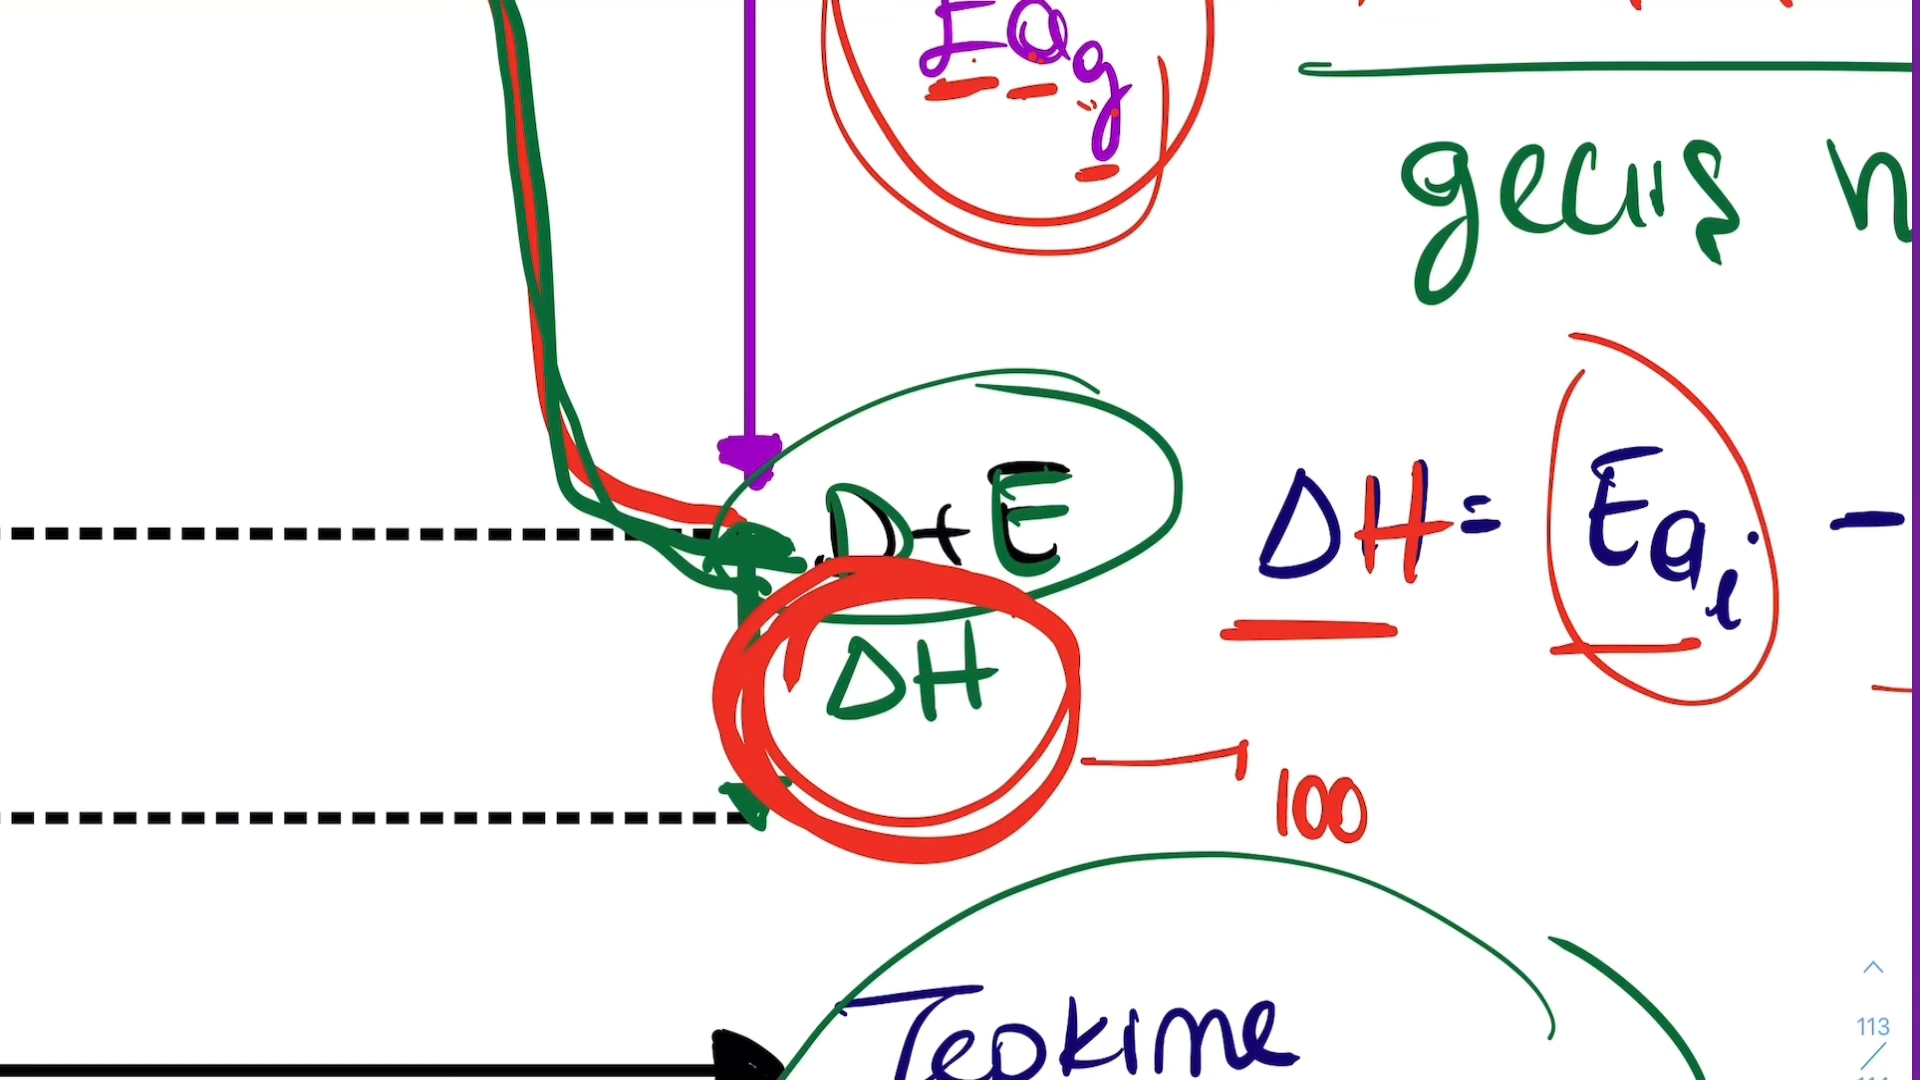 Eag
geçiş
D+E
ΔH = Eai -
ΔH
100
Tepkime
113